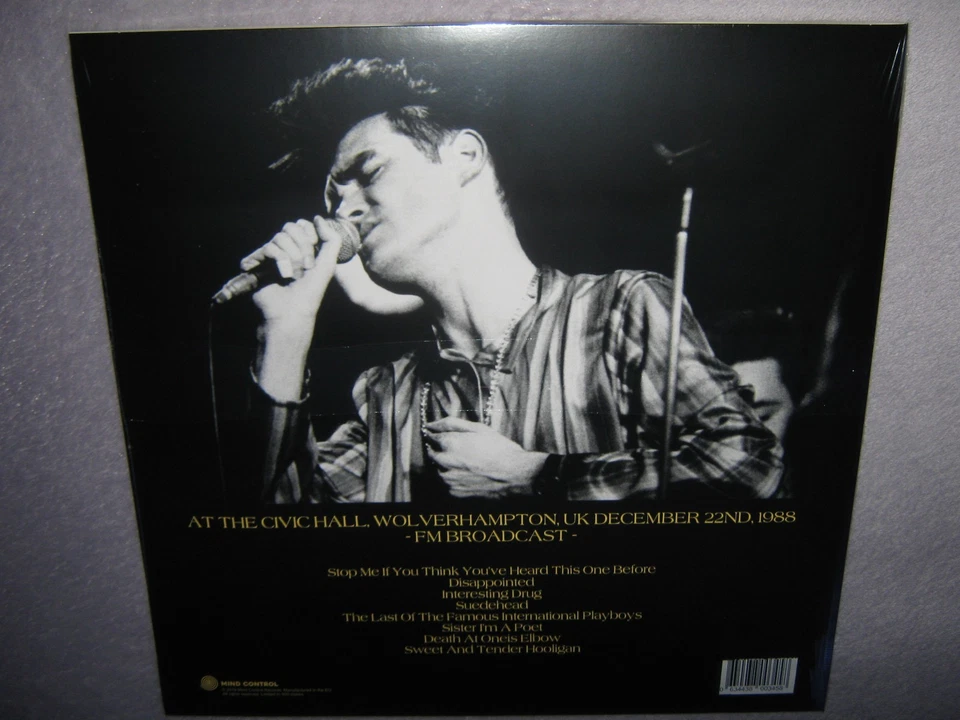 AT THE CIVIC HALL, WOLVERHAMPTON, UK DECEMBER 22ND, 1988
- FM BROADCAST -
Stop Me If You Think You've Heard This One Before
Disappointed
Interesting Drug
Suedehead
The Last Of The Famous International Playboys
Sister I'm A Poet
Death At Oneis Elbow
Sweet And Tender Hooligan
MIND CONTROL